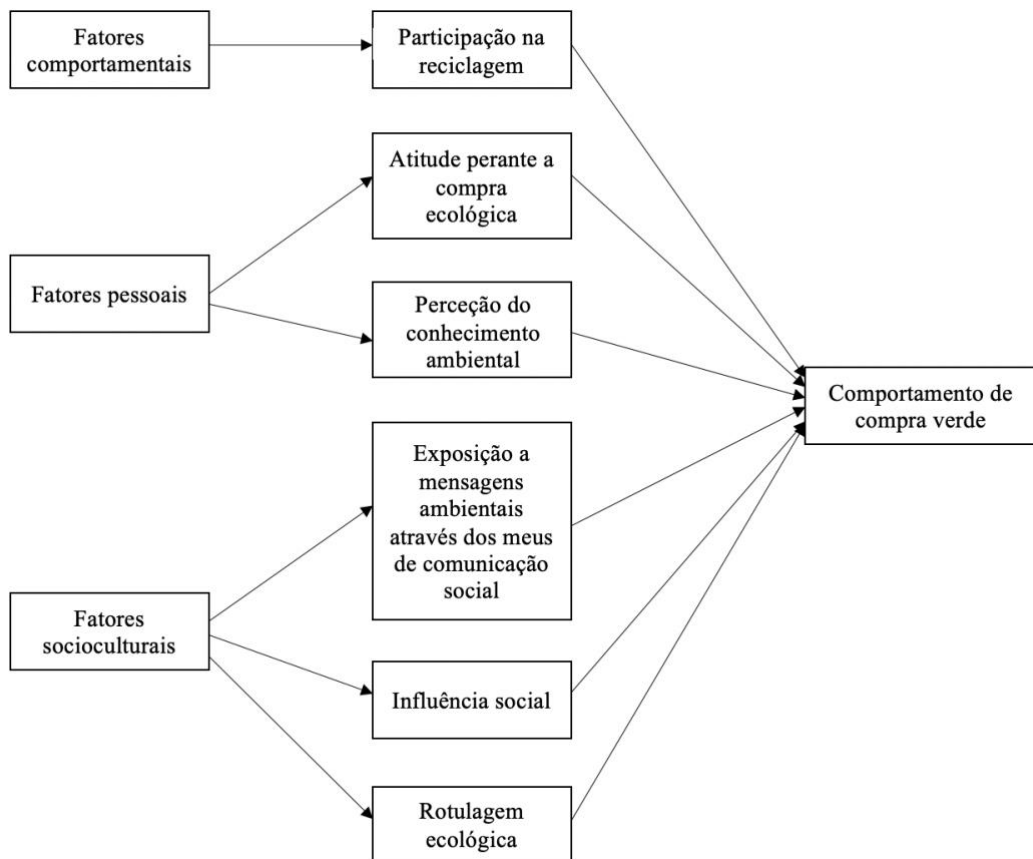 Fatores
comportamentais
Participação na
reciclagem
Atitude perante a
compra
ecológica
Fatores pessoais
Perceção do
conhecimento
ambiental
Comportamento de
compra verde
Exposição a
mensagens
ambientais
através dos meus
de comunicação
social
Fatores
socioculturais
Influência social
Rotulagem
ecológica